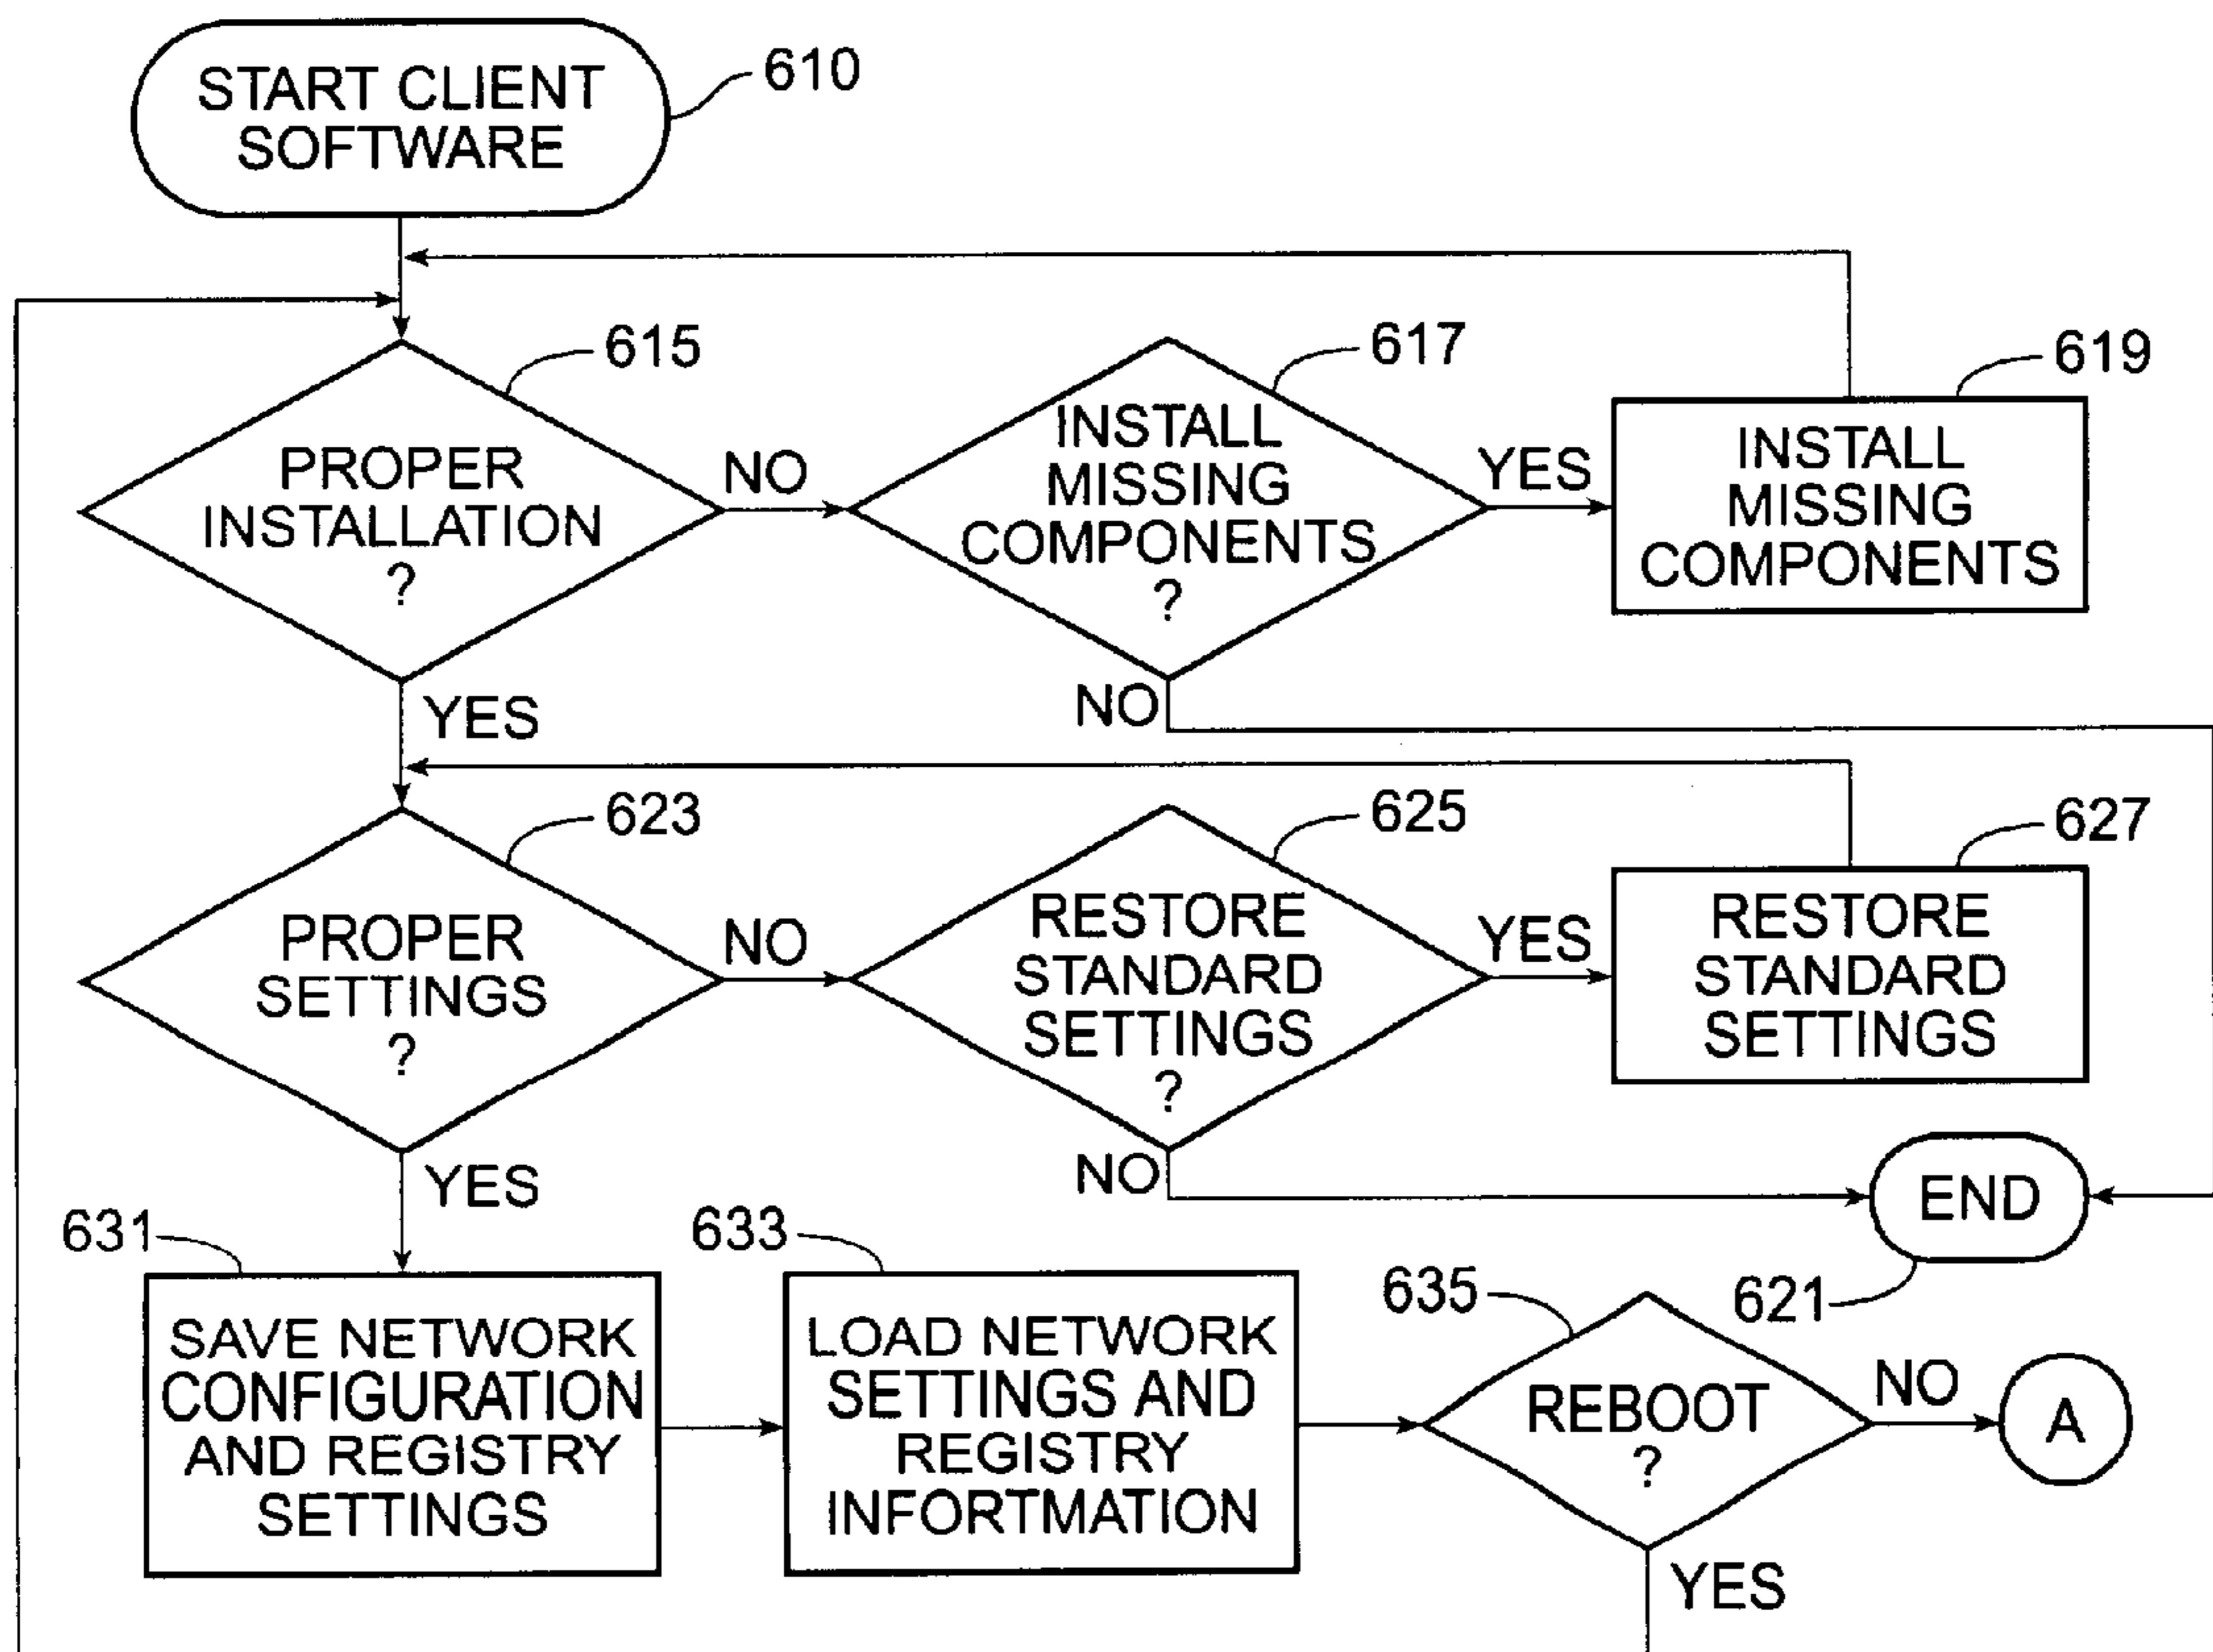 START CLIENT
SOFTWARE
610
615
PROPER
INSTALLATION
?
NO
YES
617
INSTALL
MISSING
COMPONENTS
?
YES
NO
619
INSTALL
MISSING
COMPONENTS
623
PROPER
SETTINGS
?
NO
YES
625
RESTORE
STANDARD
SETTINGS
?
YES
NO
627
RESTORE
STANDARD
SETTINGS
END
621
631
SAVE NETWORK
CONFIGURATION
AND REGISTRY
SETTINGS
633
LOAD NETWORK
SETTINGS AND
REGISTRY
INFORTMATION
635
REBOOT
?
NO
A
YES